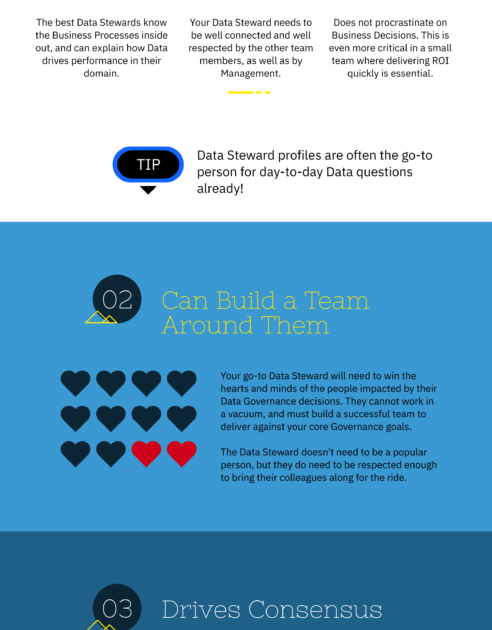 The best Data Stewards know
the Business Processes inside
out, and can explain how Data
drives performance in their
domain.
Your Data Steward needs to
be well connected and well
respected by the other team
members, as well as by
Management.
Does not procrastinate on
Business Decisions. This is
even more critical in a small
team where delivering ROI
quickly is essential.
TIP
Data Steward profiles are often the go-to
person for day-to-day Data questions
already!
02
Can Build a Team
Around Them
Your go-to Data Steward will need to win the
hearts and minds of the people impacted by their
Data Governance decisions. They cannot work in
a vacuum, and must build a successful team to
deliver against your core Governance goals.
The Data Steward doesn't need to be a popular
person, but they do need to be respected enough
to bring their colleagues along for the ride.
03
Drives Consensus